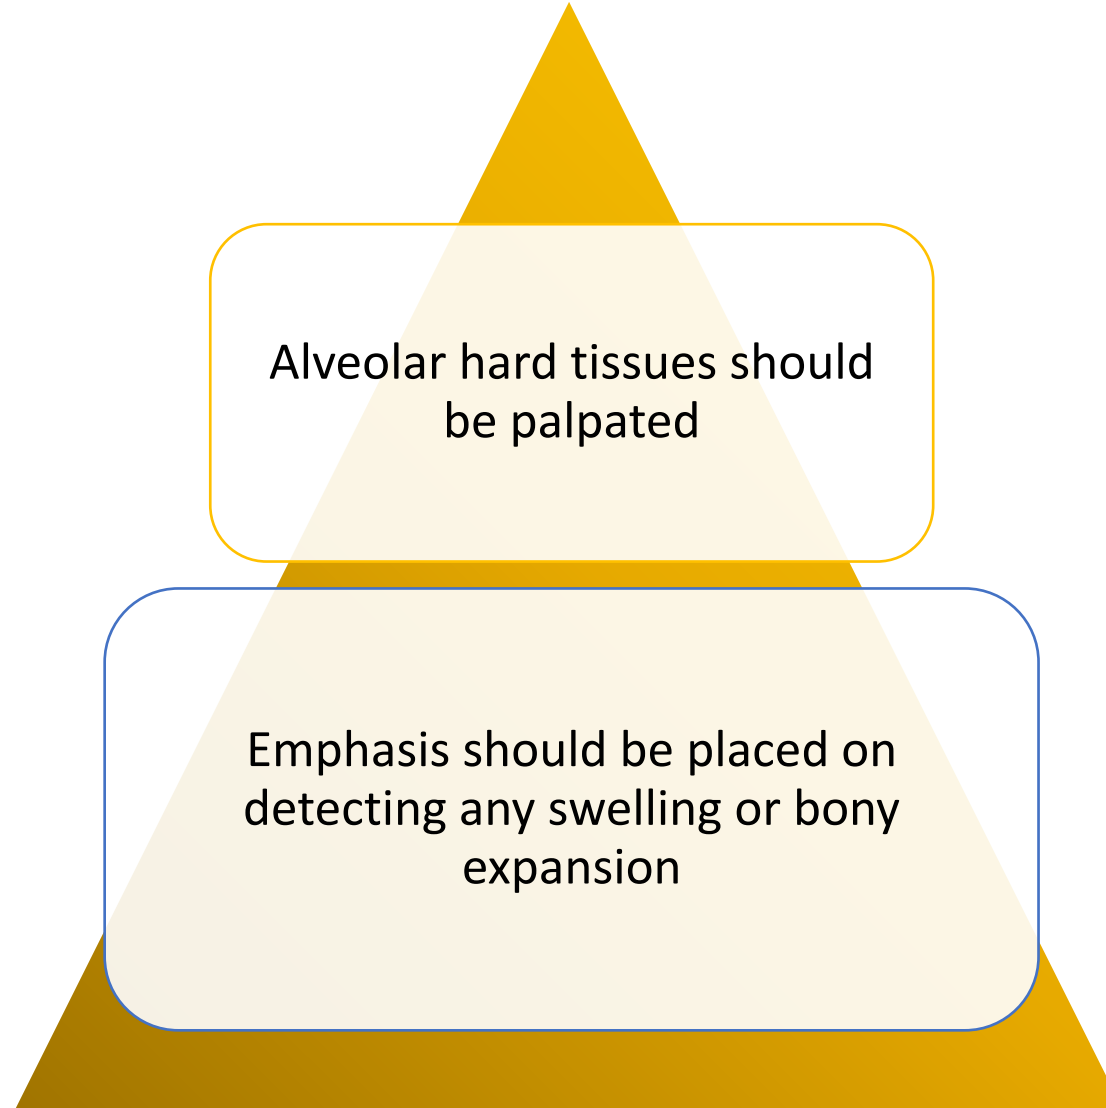 Alveolar hard tissues should
be palpated
Emphasis should be placed on
detecting any swelling or bony
expansion